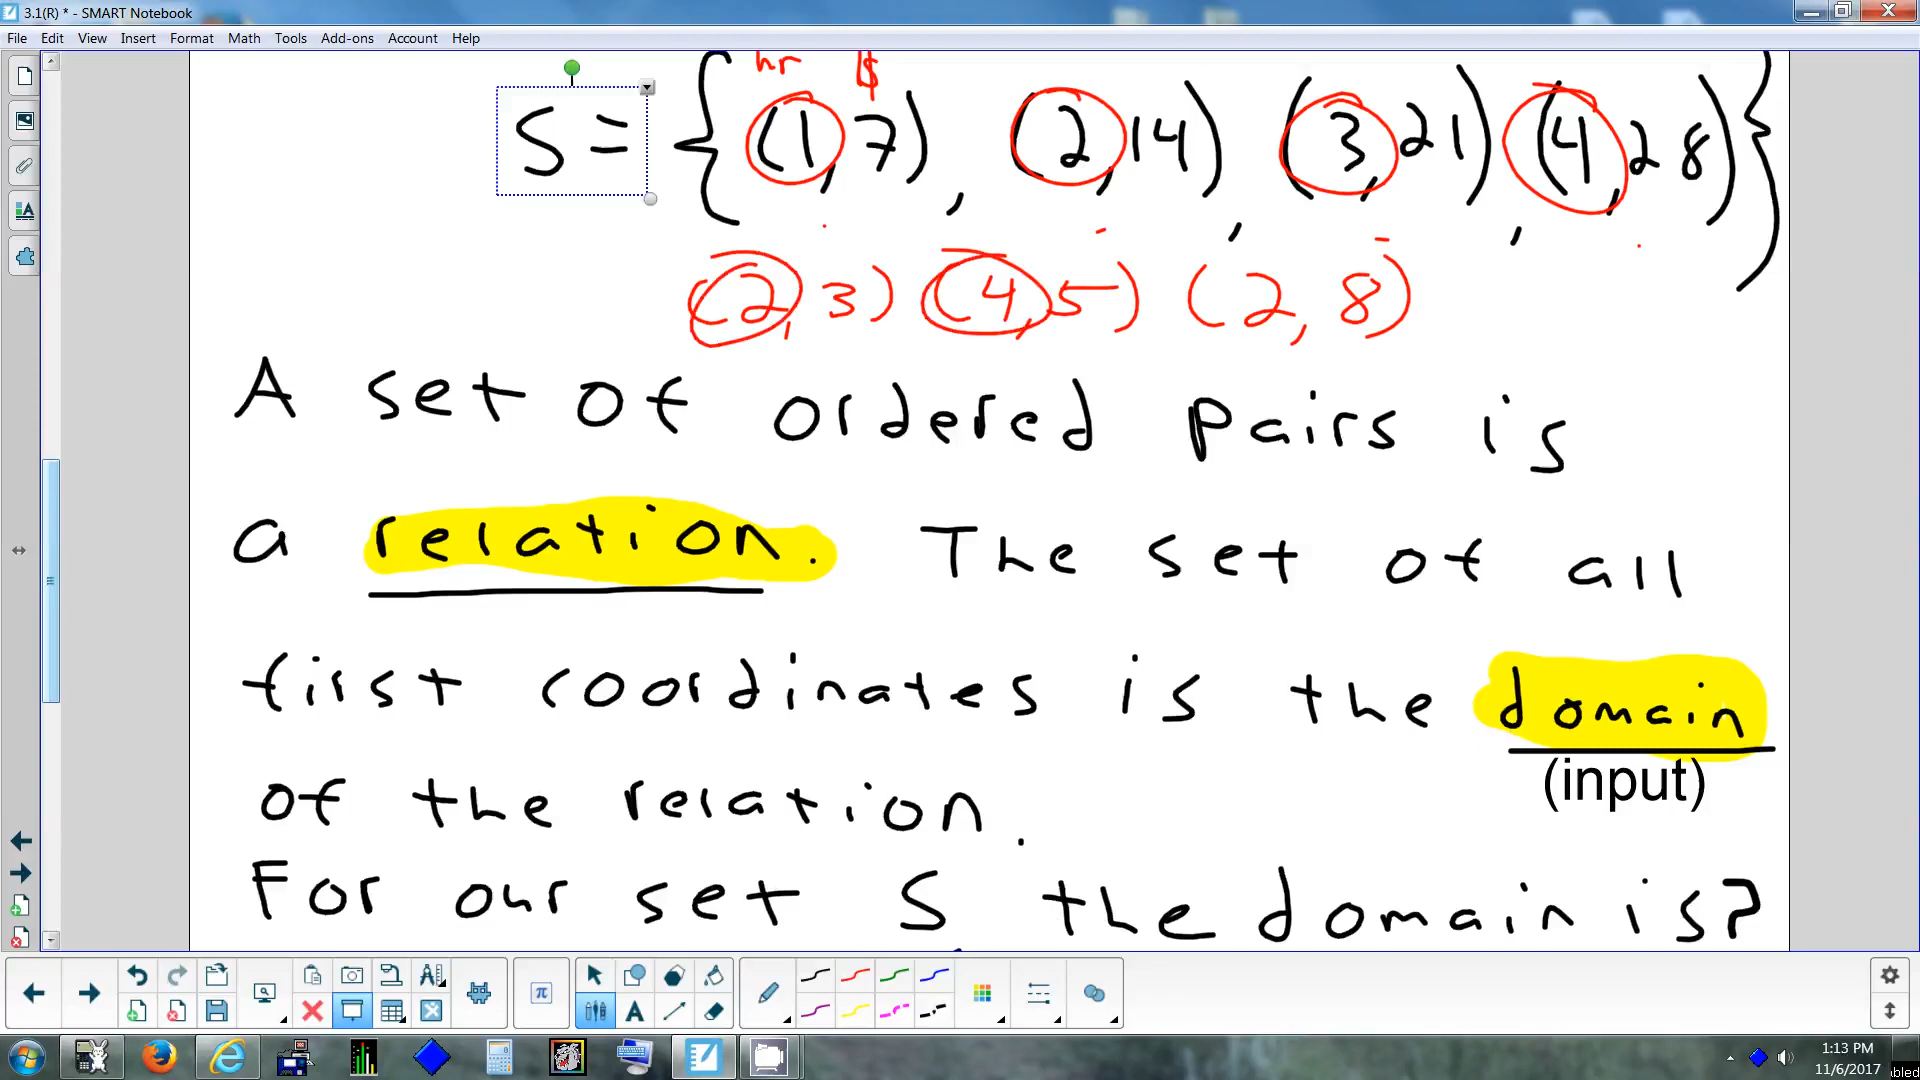 3.1(R) * - SMART Notebook
File Edit View Insert Format Math Tools Add-ons Account Help
hr $
S = {(1,7), (2,14), (3,21), (4,28)}
(2,3) (4,5) (2,8)
A set of ordered pairs is
a relation. The set of all
first coordinates is the domain
(input)
of the relation.
For our set S the domain is?
1:13 PM
11/6/2017
abled